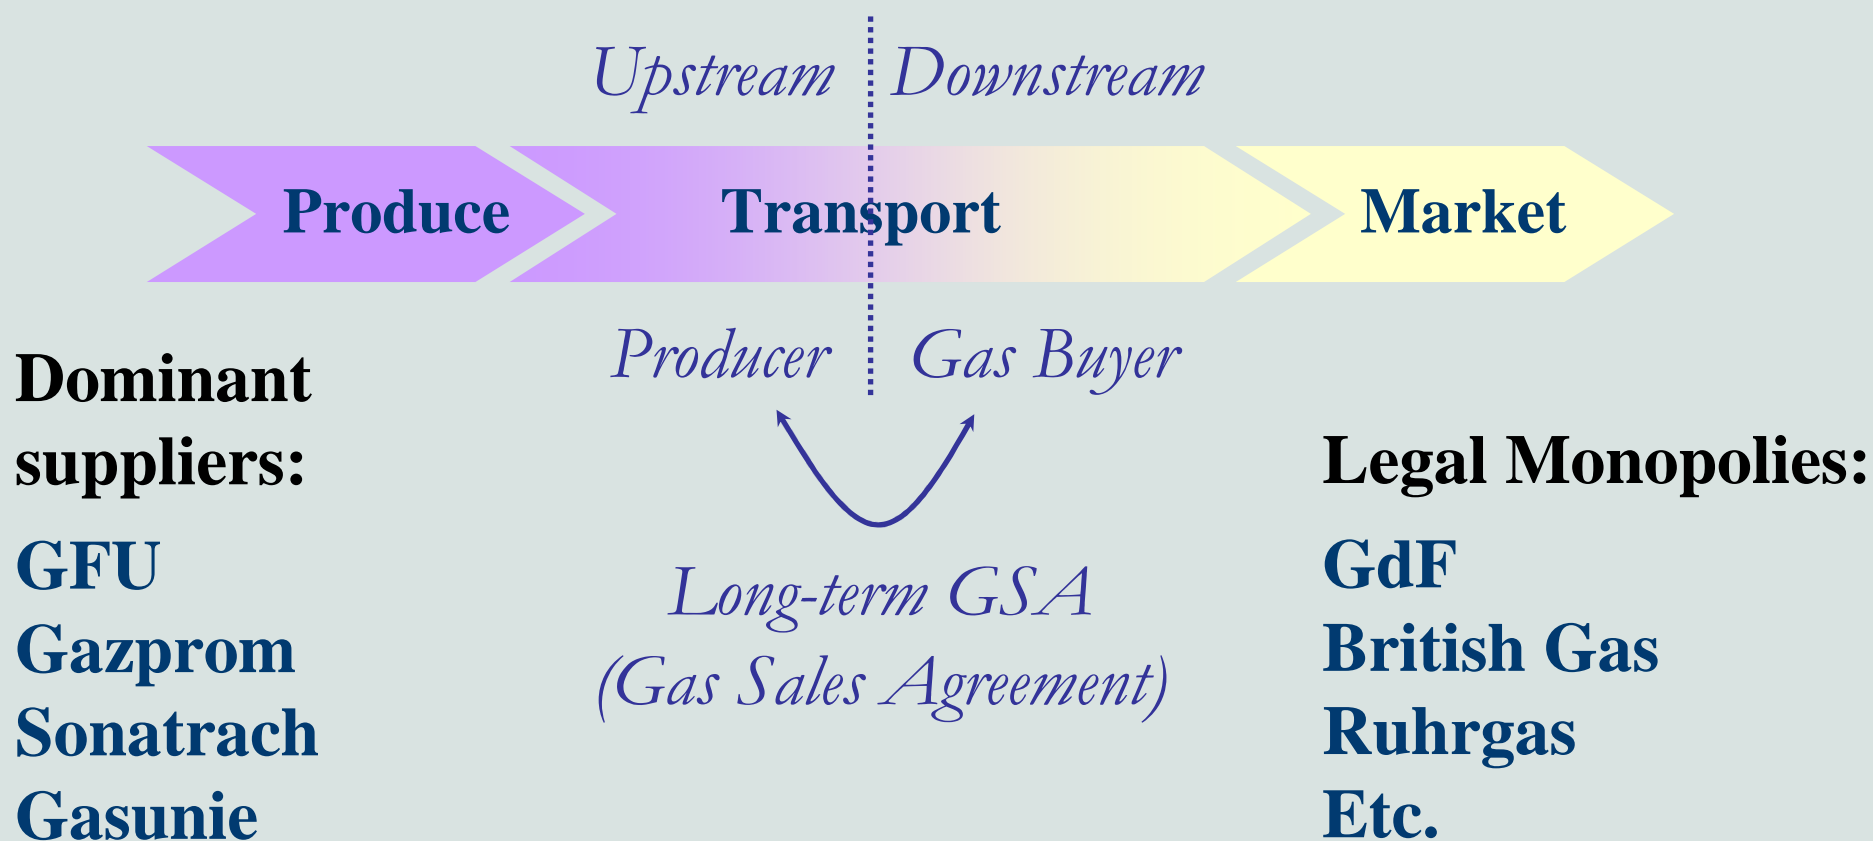 Upstream Downstream
Produce Transport Market
Producer Gas Buyer
Dominant
suppliers:
GFU
Gazprom
Sonatrach
Gasunie
Long-term GSA
(Gas Sales Agreement)
Legal Monopolies:
GdF
British Gas
Ruhrgas
Etc.